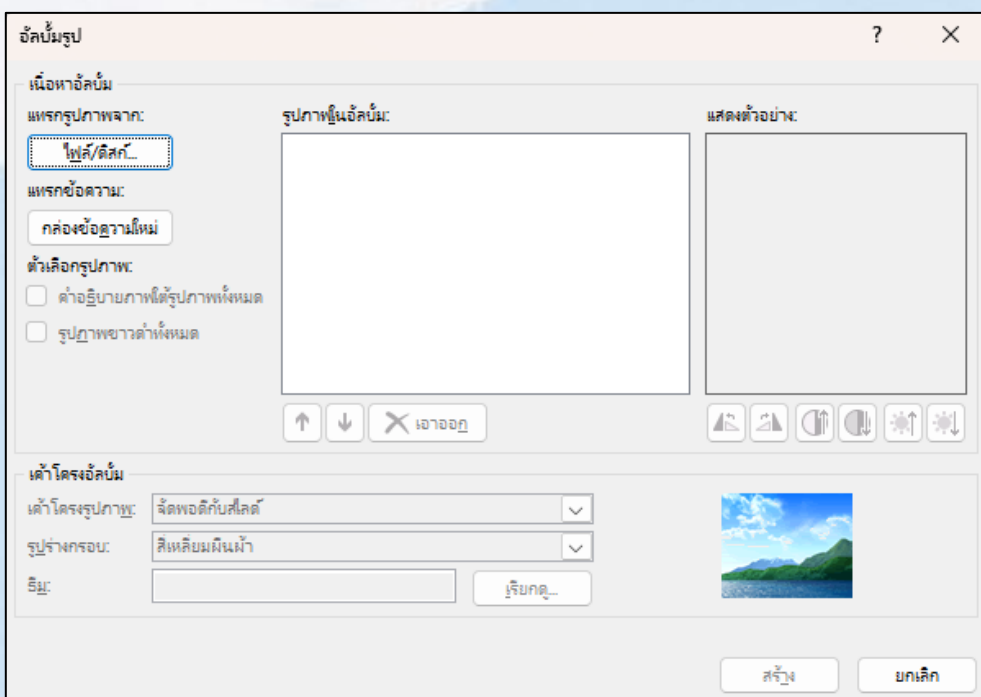 อัลบั้มรูป
?
เนื้อหาอัลบั้ม
แทรกรูปภาพจาก:
ไฟล์/ดิสก์...
แทรกข้อความ:
กล่องข้อความใหม่
ตัวเลือกรูปภาพ:
คำอธิบายภาพใต้รูปภาพทั้งหมด
รูปภาพขาวดำทั้งหมด
รูปภาพในอัลบั้ม:
เอาออก
แสดงตัวอย่าง:
เค้าโครงอัลบั้ม
เค้าโครงรูปภาพ: จัดพอดีกับสไลด์
รูปร่างกรอบ: สี่เหลี่ยมผืนผ้า
ธีม: เรียกดู...
สร้าง ยกเลิก